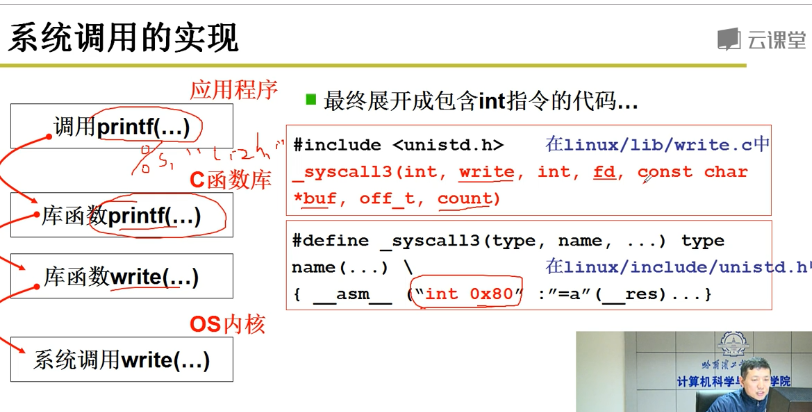 系统调用的实现
云课堂
应用程序
调用printf(...)
%s, "
C函数库
库函数printf(...)
库函数write(...)
OS内核
系统调用write(...)
最终展开成包含int指令的代码...
#include <unistd.h> 在linux/lib/write.c中
_syscall3(int, write, int, fd, const char
*buf, off_t, count)
#define _syscall3(type, name, ...) type
name(...) \ 在linux/include/unistd.h
{ __asm__ ("int 0x80" :"=a"(__res)...}
计算机科学与
学院